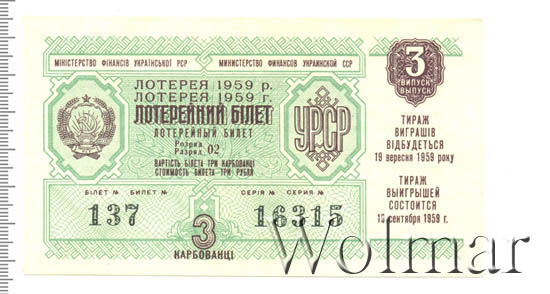 МІНІСТЕРСТВО ФІНАНСІВ УКРАЇНСЬКОЇ РСР
МИНИСТЕРСТВО ФИНАНСОВ УКРАИНСКОЙ ССР
ЛОТЕРЕЯ 1959 р.
ЛОТЕРЕЯ 1959 г.
ЛОТЕРЕЙНИЙ БІЛЕТ
ЛОТЕРЕЙНЫЙ БИЛЕТ
Розряд
Разряд 02
ВАРТІСТЬ БІЛЕТА ТРИ КАРБОВАНЦІ
СТОИМОСТЬ БИЛЕТА ТРИ РУБЛЯ
УРСР
3
ВИПУСК
ВЫПУСК
ТИРАЖ
ВИГРАШІВ
ВІДБУДЕТЬСЯ
19 вересня 1959 року
ТИРАЖ
ВЫИГРЫШЕЙ
СОСТОИТСЯ
19 сентября 1959 г.
БІЛЕТ № БИЛЕТ №
137
СЕРІЯ № СЕРИЯ №
16315
3
КАРБОВАНЦІ
Wolmar